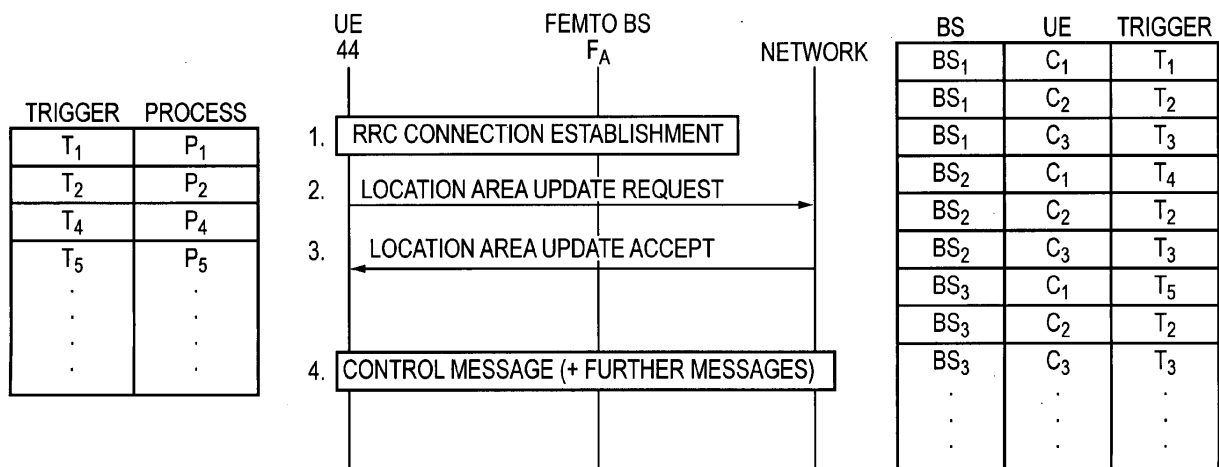 TRIGGER PROCESS
T1 P1
T2 P2
T4 P4
T5 P5
. .
. .
. .
UE
44
FEMTO BS
FA
NETWORK
1. RRC CONNECTION ESTABLISHMENT
2. LOCATION AREA UPDATE REQUEST
3. LOCATION AREA UPDATE ACCEPT
4. CONTROL MESSAGE (+ FURTHER MESSAGES)
BS UE TRIGGER
BS1 C1 T1
BS1 C2 T2
BS1 C3 T3
BS2 C1 T4
BS2 C2 T2
BS2 C3 T3
BS3 C1 T5
BS3 C2 T2
BS3 C3 T3
. . .
. . .
. . .